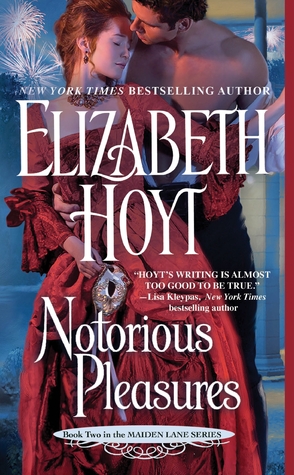 NEW YORK TIMES BESTSELLING AUTHOR
ELIZABETH
HOYT
"HOYT'S WRITING IS ALMOST
TOO GOOD TO BE TRUE."
—Lisa Kleypas, New York Times
bestselling author
Notorious
Pleasures
Book Two in the MAIDEN LANE SERIES